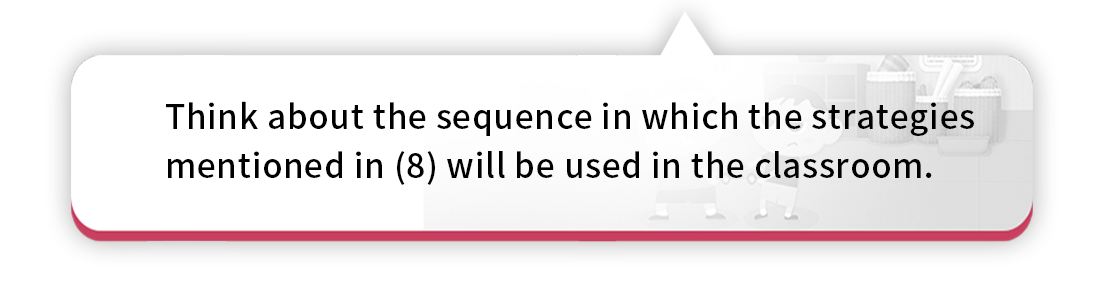 Think about the sequence in which the strategies
mentioned in (8) will be used in the classroom.